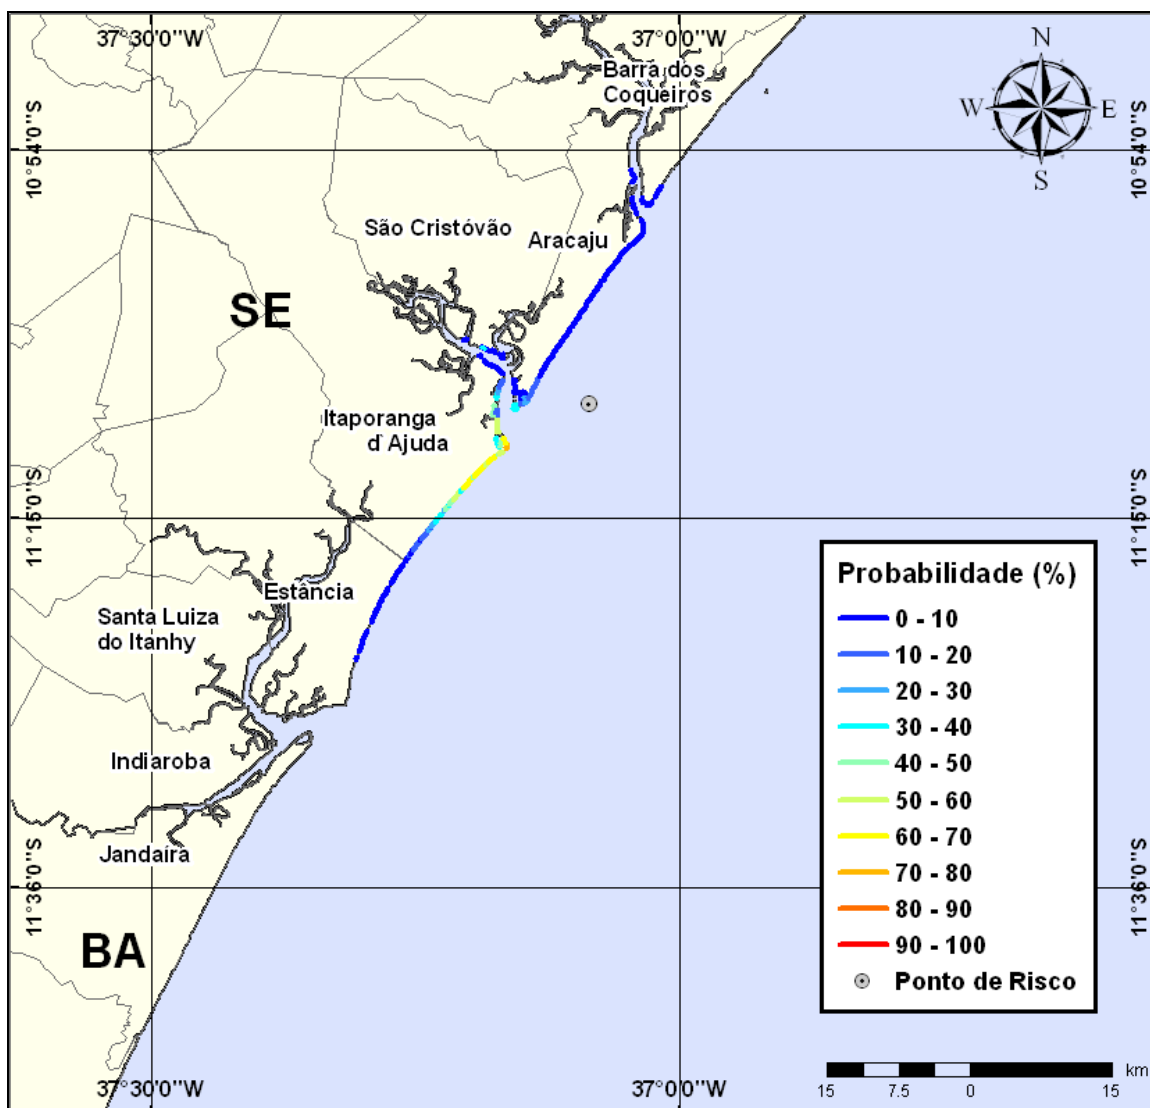 37°30'0"W
37°0'0"W
N
W
E
S
Barra dos
Coqueiros
10°54'0"S
10°54'0"S
São Cristóvão
Aracaju
SE
Itaporanga
d`Ajuda
11°15'0"S
11°15'0"S
Estância
Santa Luiza
do Itanhy
Indiaroba
Jandaíra
11°36'0"S
11°36'0"S
BA
Probabilidade (%)
0 - 10
10 - 20
20 - 30
30 - 40
40 - 50
50 - 60
60 - 70
70 - 80
80 - 90
90 - 100
Ponto de Risco
km
15 7.5 0 15
37°30'0"W
37°0'0"W